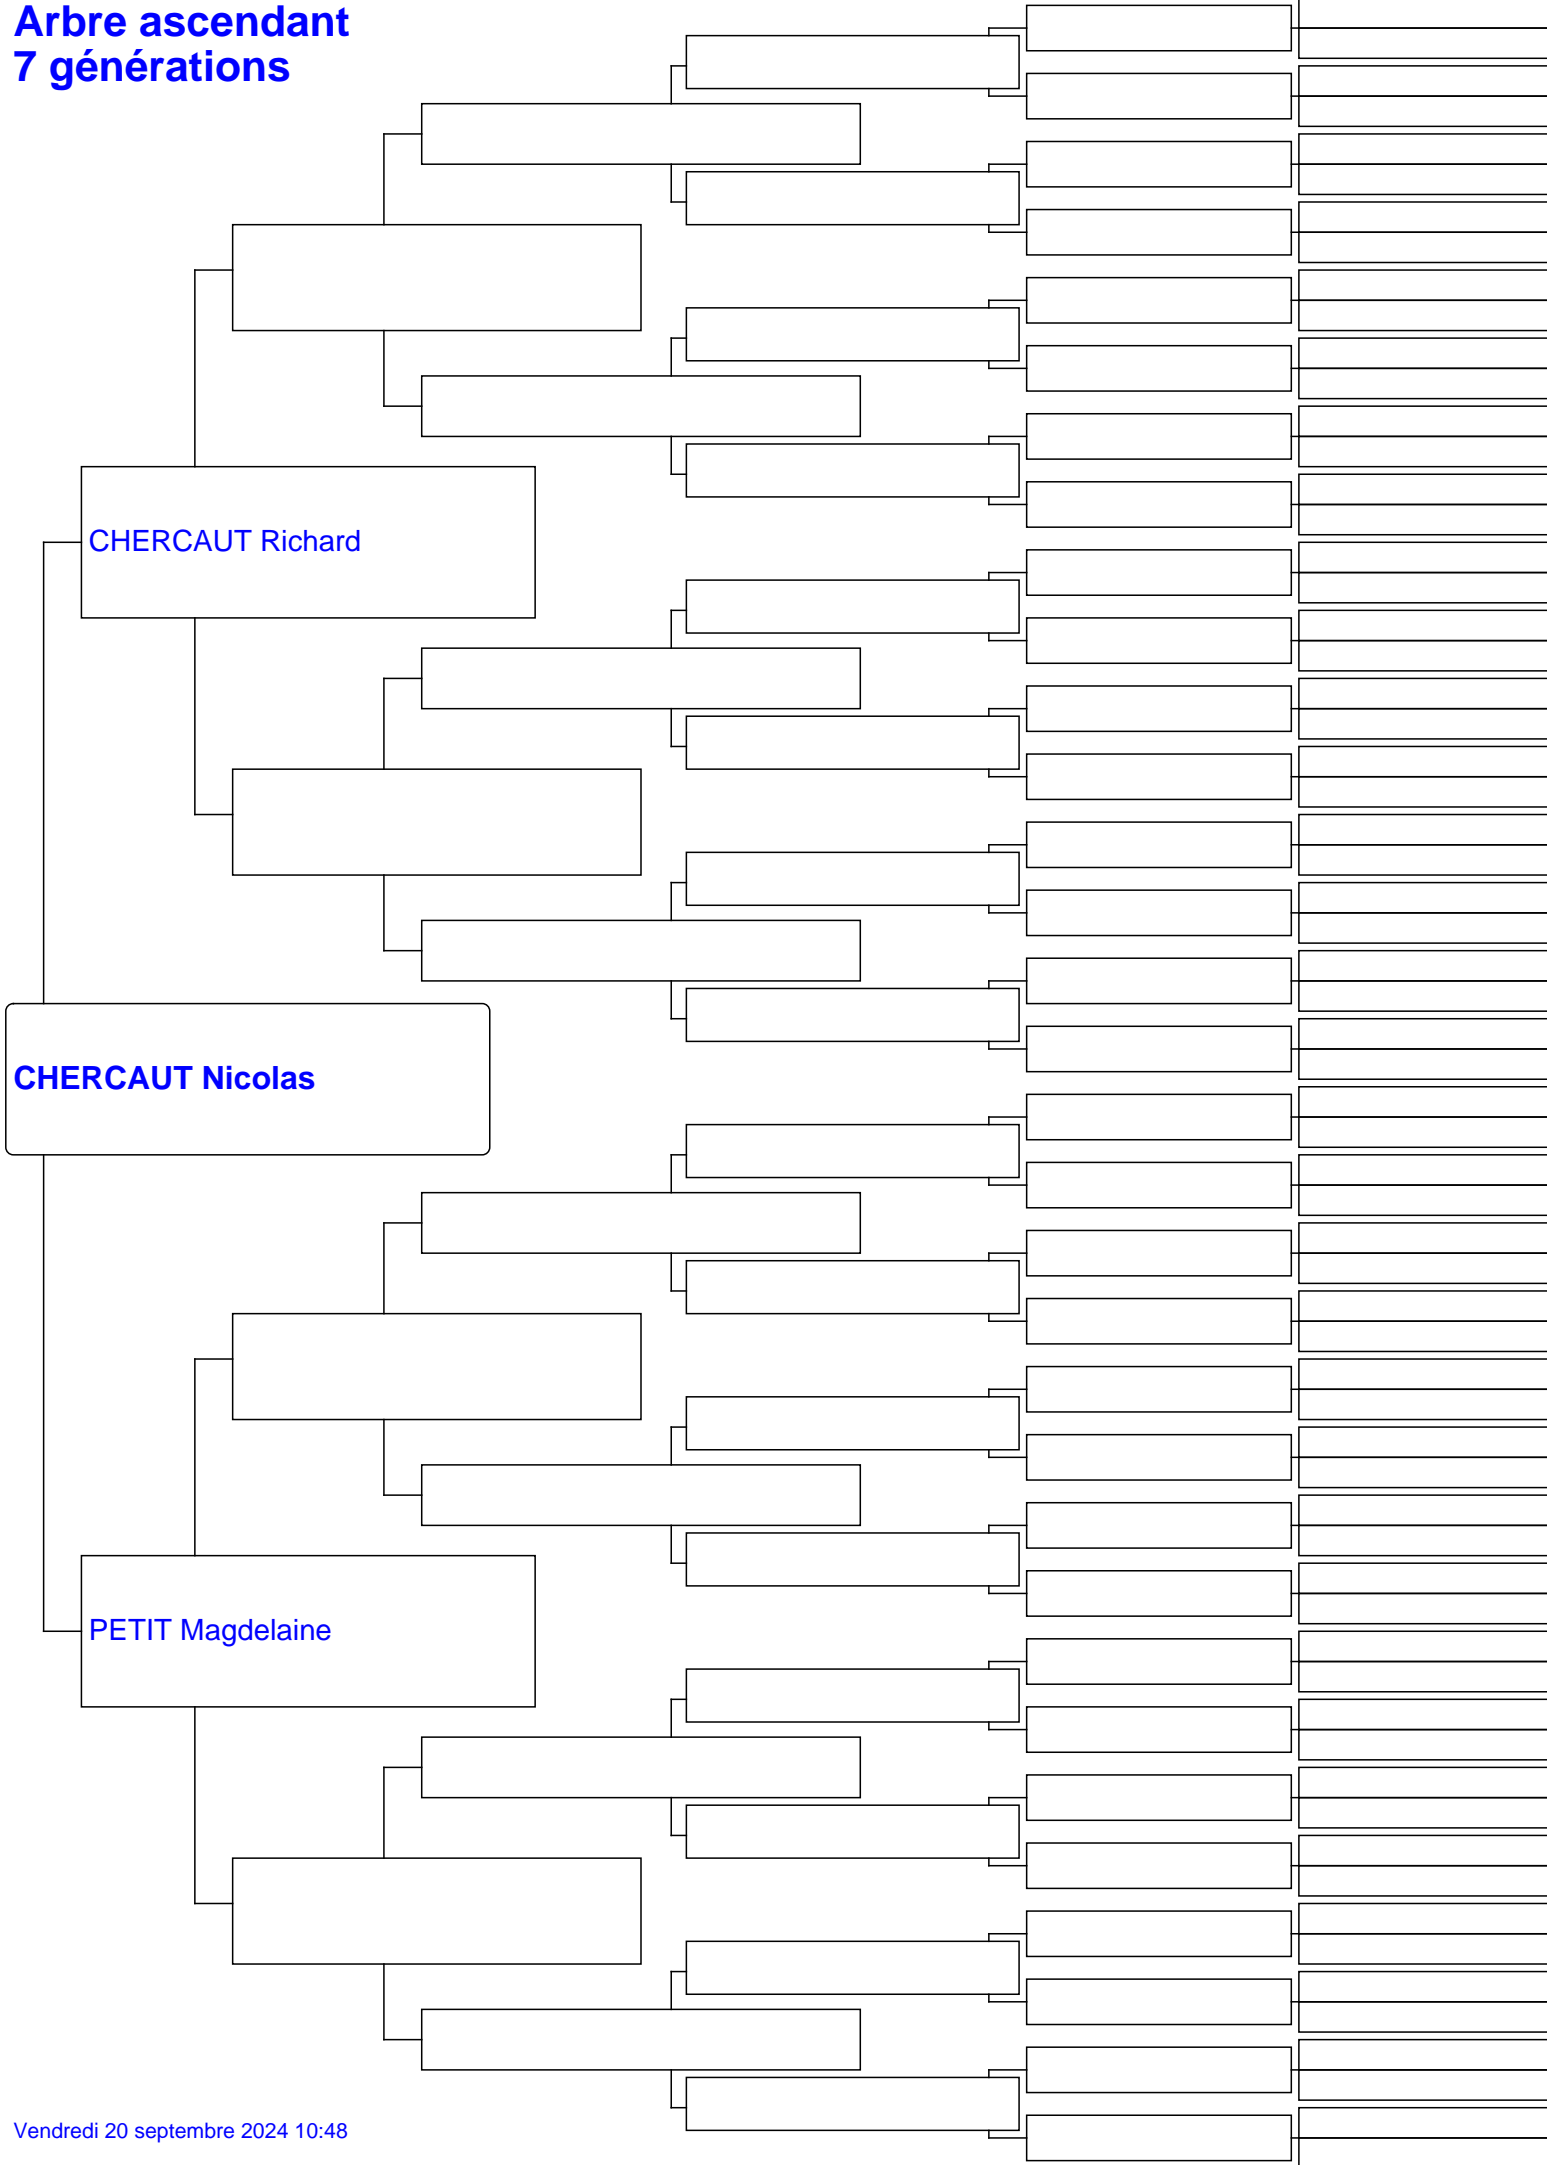 Arbre ascendant
7 générations
CHERCAUT Richard
CHERCAUT Nicolas
PETIT Magdelaine
Vendredi 20 septembre 2024 10:48